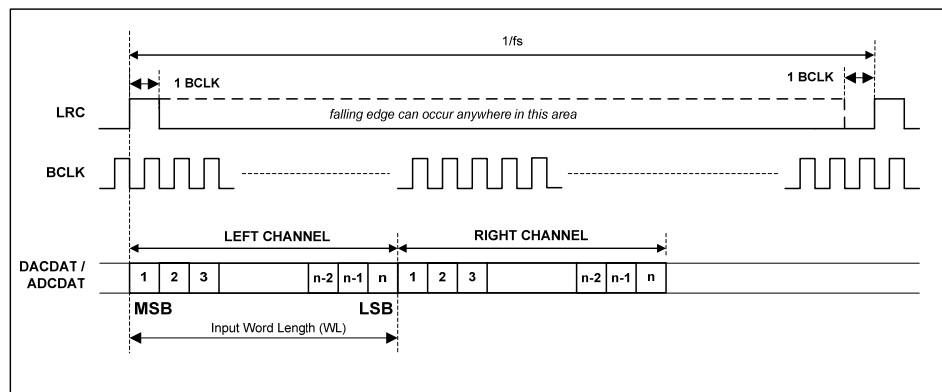 1/fs
1 BCLK
1 BCLK
LRC
falling edge can occur anywhere in this area
BCLK
LEFT CHANNEL
RIGHT CHANNEL
DACDAT /
ADCDAT
1 2 3 n-2 n-1 n 1 2 3 n-2 n-1 n
MSB
LSB
Input Word Length (WL)